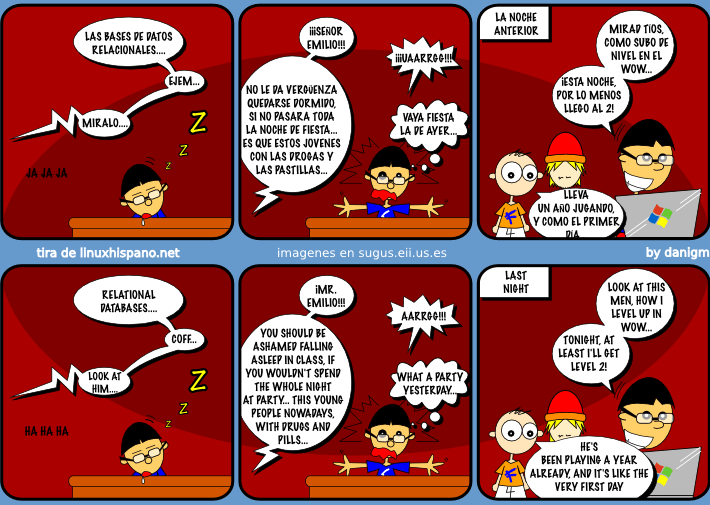 LAS BASES DE DATOS
RELACIONALES....
EJEM...
MIRALO....
Z
Z
Z
JA JA JA
¡¡¡SEÑOR
EMILIO!!!
NO LE DA VERGÜENZA
QUEDARSE DORMIDO,
SI NO PASARA TODA
LA NOCHE DE FIESTA...
ES QUE ESTOS JOVENES
CON LAS DROGAS Y
LAS PASTILLAS...
¡¡¡UAARRGG!!!
VAYA FIESTA
LA DE AYER...
LA NOCHE
ANTERIOR
MIRAD TíOS,
COMO SUBO DE
NIVEL EN EL
WOW...
¡ESTA NOCHE,
POR LO MENOS
LLEGO AL 2!
LLEVA
UN AñO JUGANDO,
Y COMO EL PRIMER
DIA
tira de linuxhispano.net
imagenes en sugus.eii.us.es
by danigm
RELATIONAL
DATABASES....
COFF...
LOOK AT
HIM....
Z
Z
Z
HA HA HA
¡MR.
EMILIO!!!
YOU SHOULD BE
ASHAMED FALLING
ASLEEP IN CLASS, IF
YOU WOULDN'T SPEND
THE WHOLE NIGHT
AT PARTY... THIS YOUNG
PEOPLE NOWADAYS,
WITH DRUGS AND
PILLS...
AARRGG!!!
WHAT A PARTY
YESTERDAY...
LAST
NIGHT
LOOK AT THIS
MEN, HOW I
LEVEL UP IN
WOW...
TONIGHT, AT
LEAST I'LL GET
LEVEL 2!
HE'S
BEEN PLAYING A YEAR
ALREADY, AND IT'S LIKE THE
VERY FIRST DAY